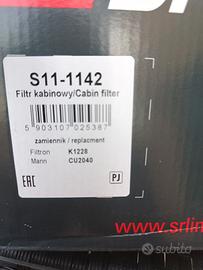 S11-1142
Filtr kabinowy/Cabin filter
5 903107 025387
zamiennik / replacment
Filtron K1228
Mann CU2040
EAC
PJ
www.srlin
subito